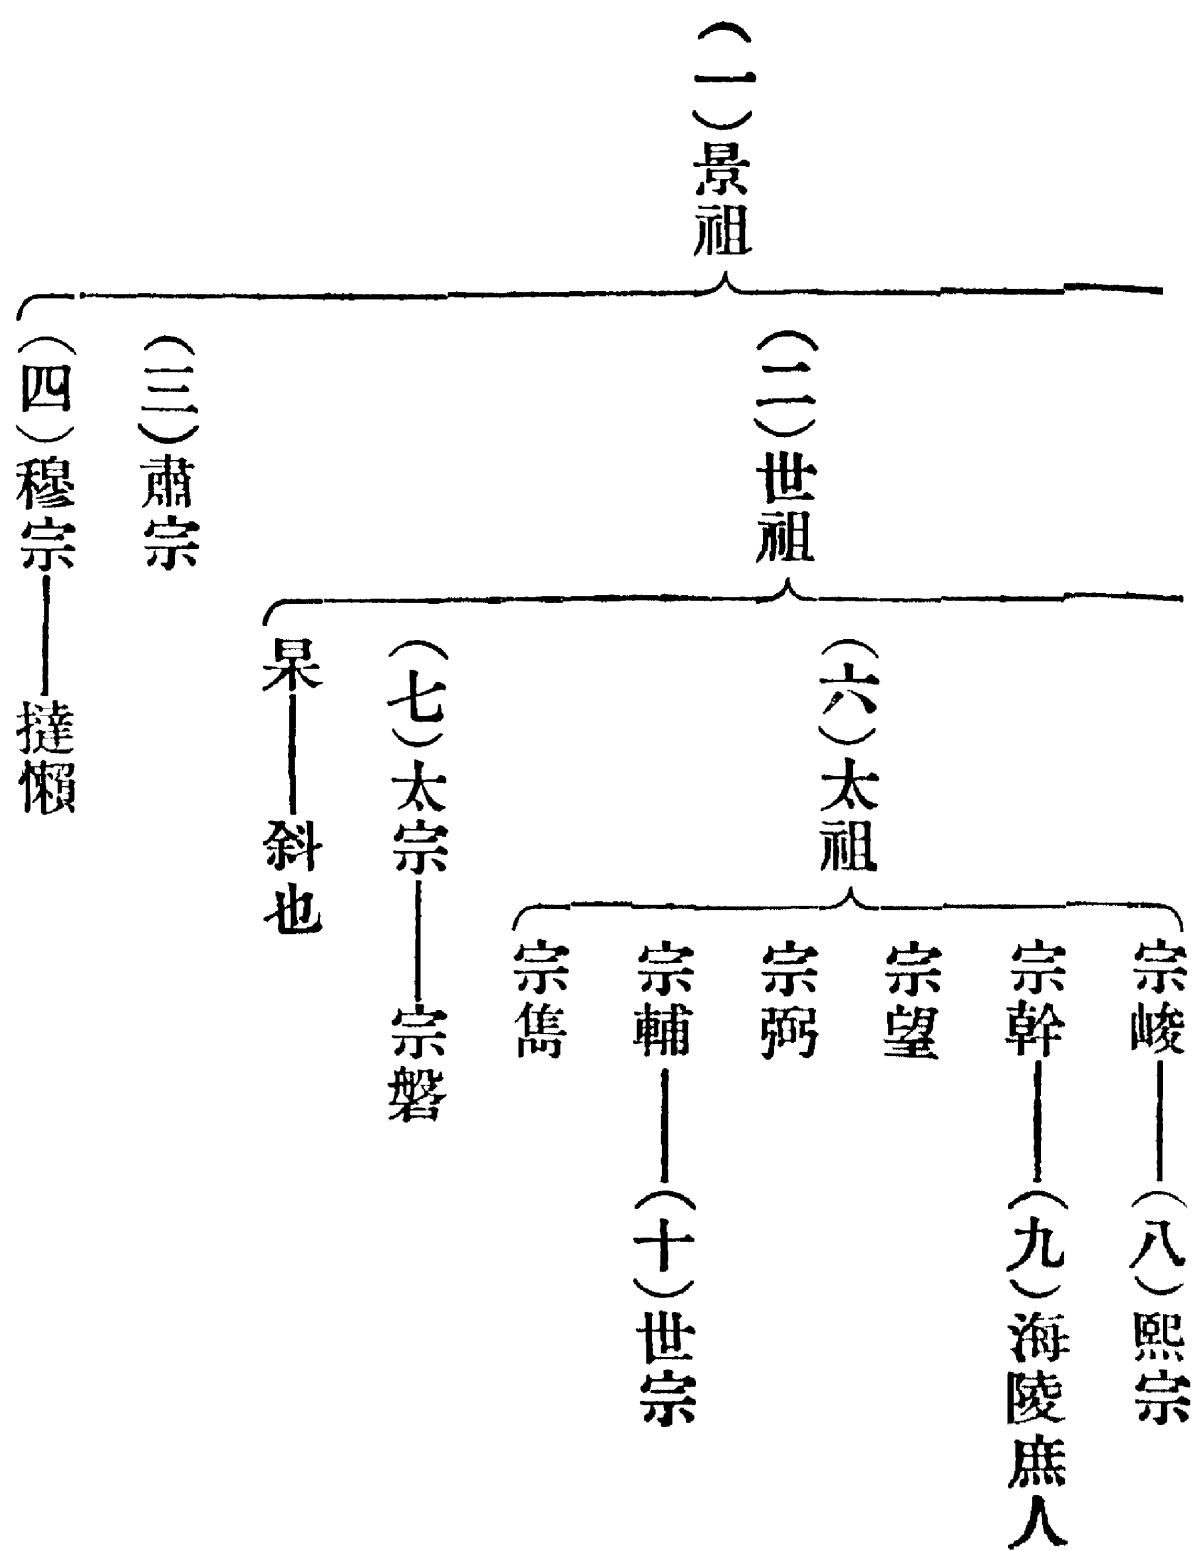 （一）景祖
（二）世祖
（三）肅宗
（四）穆宗
撻懶
（六）太祖
（七）太宗
宗磐
杲
斜也
宗峻
（八）熙宗
宗幹
（九）海陵庶人
宗望
宗弼
宗輔
（十）世宗
宗雋